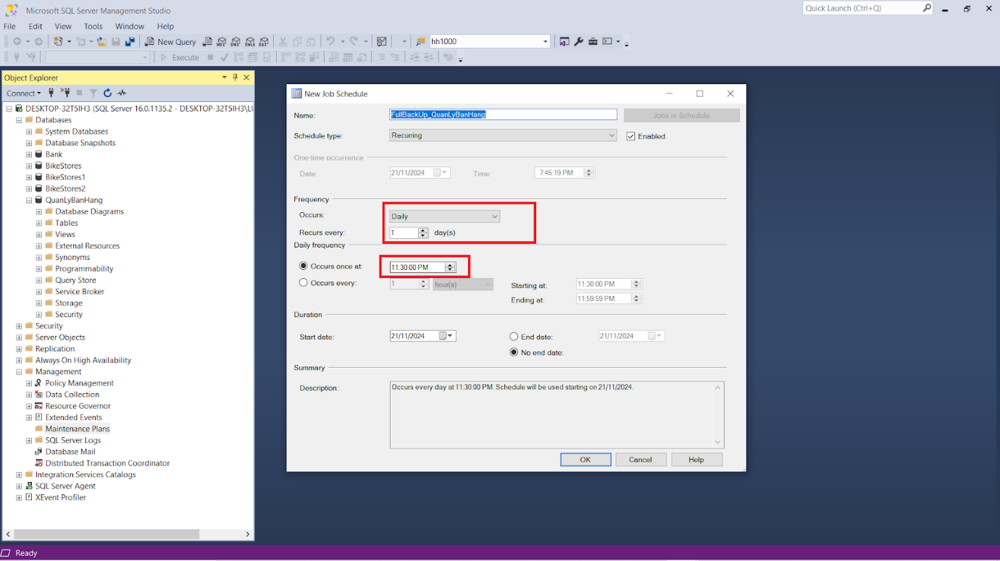 Microsoft SQL Server Management Studio
Quick Launch (Ctrl+Q)
File Edit View Tools Window Help
New Query
MDX DMX XMLA DAX
hh1000
Execute
Object Explorer
Connect
DESKTOP-32T5IH3 (SQL Server 16.0.1135.2 - DESKTOP-32T5IH3\LU
Databases
System Databases
Database Snapshots
Bank
BikeStores
BikeStores1
BikeStores2
QuanLyBanHang
Database Diagrams
Tables
Views
External Resources
Synonyms
Programmability
Query Store
Service Broker
Storage
Security
Security
Server Objects
Replication
Always On High Availability
Management
Policy Management
Data Collection
Resource Governor
Extended Events
Maintenance Plans
SQL Server Logs
Database Mail
Distributed Transaction Coordinator
Integration Services Catalogs
SQL Server Agent
XEvent Profiler
New Job Schedule
Name: FullBackUp_QuanLyBanHang Jobs in Schedule
Schedule type: Recurring Enabled
One-time occurrence
Date: 21/11/2024 Time: 7:45:19 PM
Frequency
Occurs: Daily
Recurs every: 1 day(s)
Daily frequency
Occurs once at: 11:30:00 PM
Occurs every: 1 hour(s) Starting at: 11:30:00 PM
Ending at: 11:59:59 PM
Duration
Start date: 21/11/2024 End date: 21/11/2024
No end date:
Summary
Description: Occurs every day at 11:30:00 PM. Schedule will be used starting on 21/11/2024.
OK Cancel Help
Ready